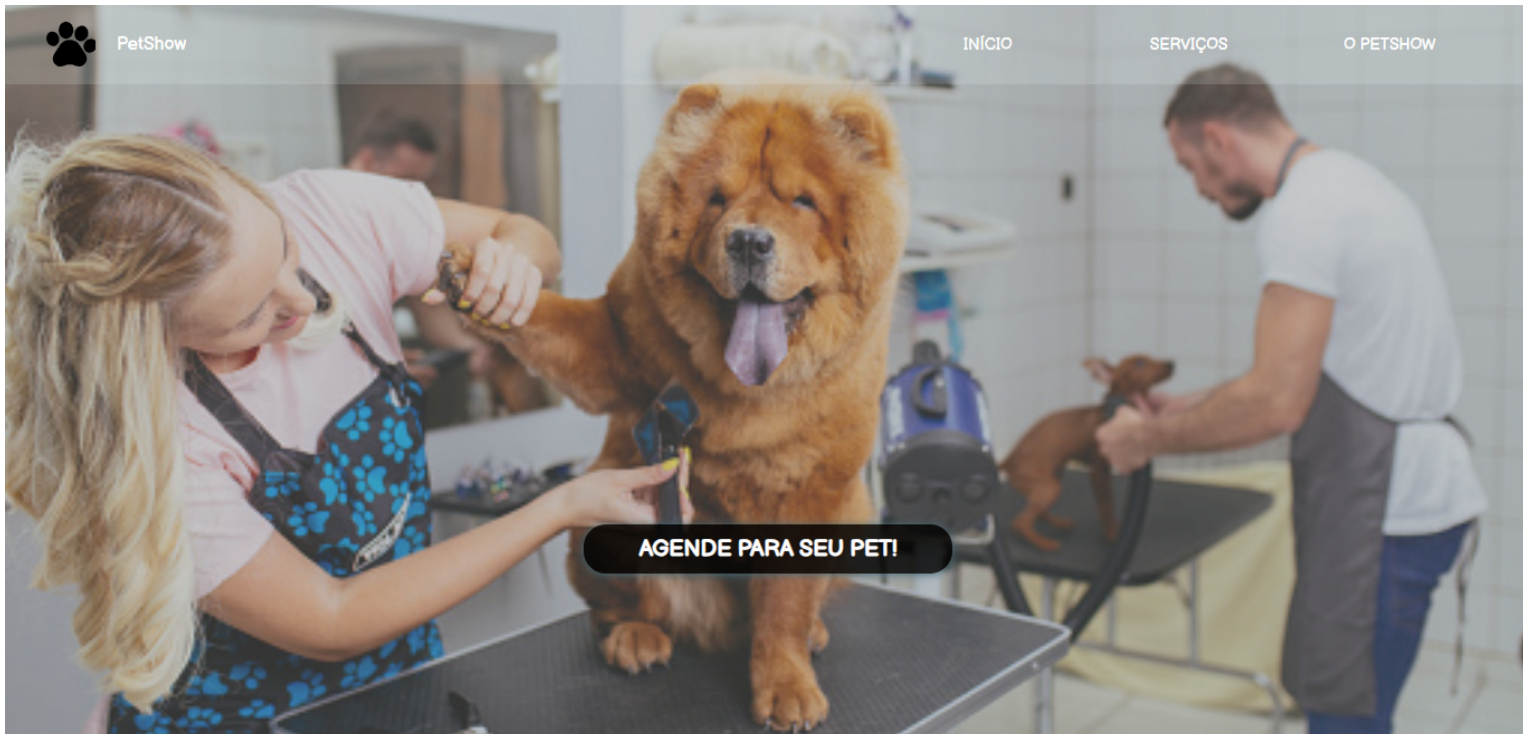 PetShow
INÍCIO
SERVIÇOS
O PETSHOW
AGENDE PARA SEU PET!